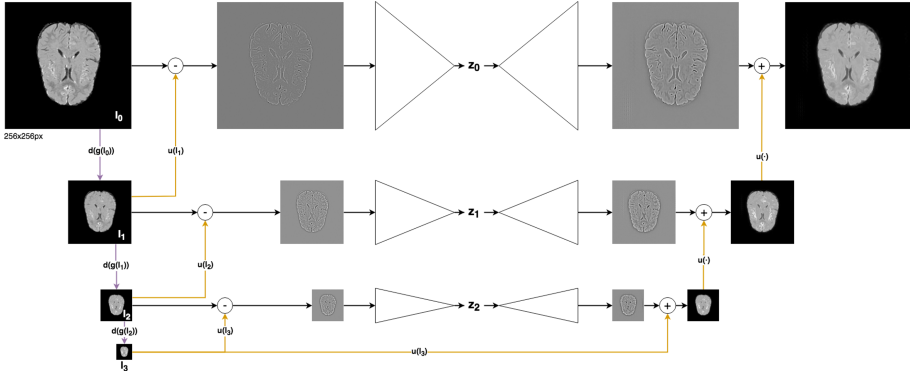 I₀
256x256px
-
z₀
+
d(g(I₀))
u(I₁)
u(·)
I₁
-
z₁
+
d(g(I₁))
u(I₂)
u(·)
I₂
-
z₂
+
d(g(I₂))
u(I₃)
I₃
u(I₃)